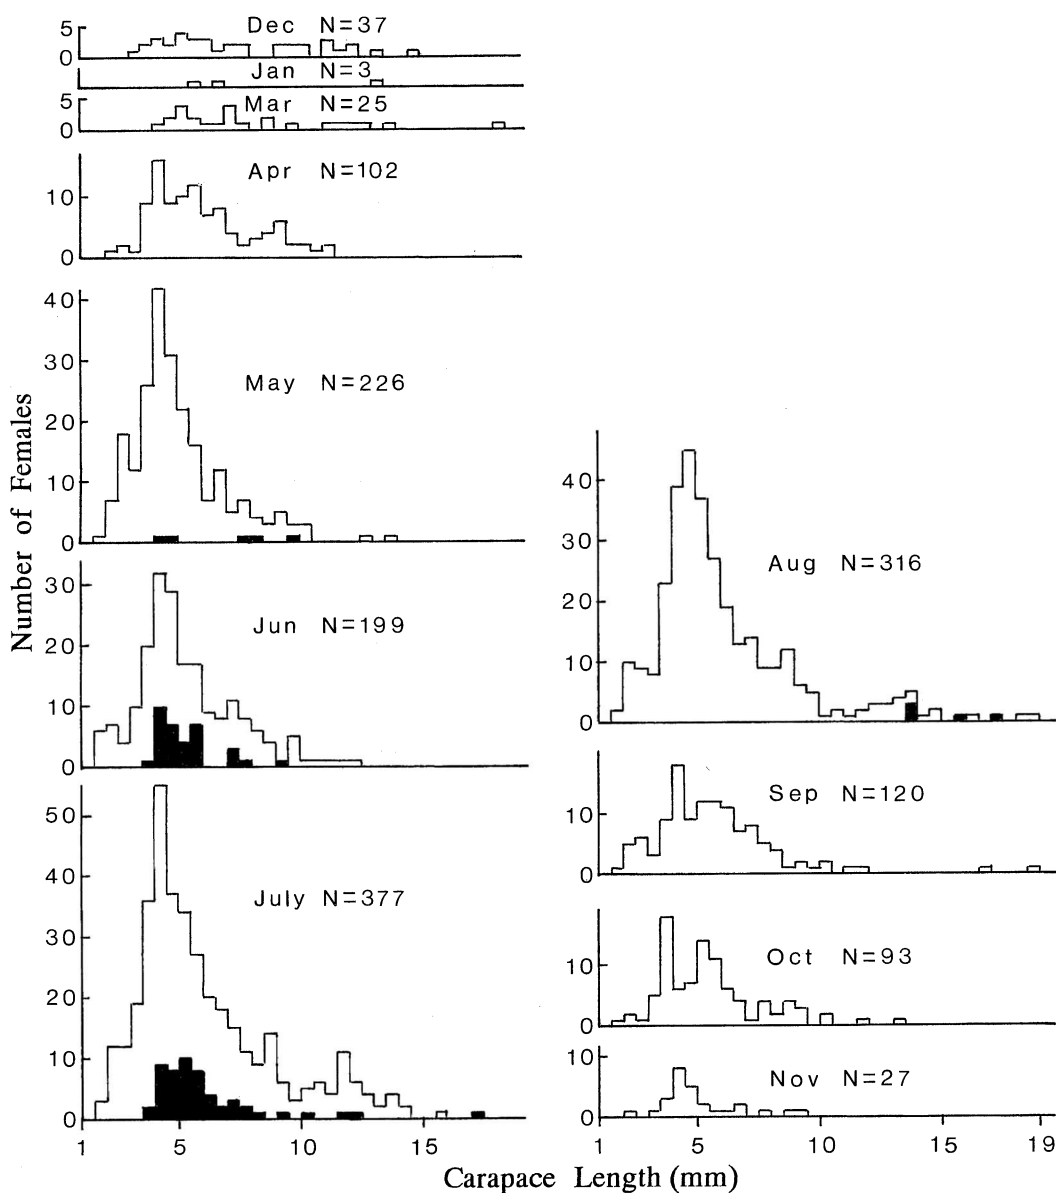 Dec N=37
5
0
Jan N=3
Mar N=25
5
0
Apr N=102
10
0
May N=226
40
30
20
10
0
Jun N=199
30
20
10
0
July N=377
50
40
30
20
10
0
1 5 10 15
Number of Females
Aug N=316
40
30
20
10
0
Sep N=120
10
0
Oct N=93
10
0
Nov N=27
10
0
1 5 10 15 19
Carapace Length (mm)